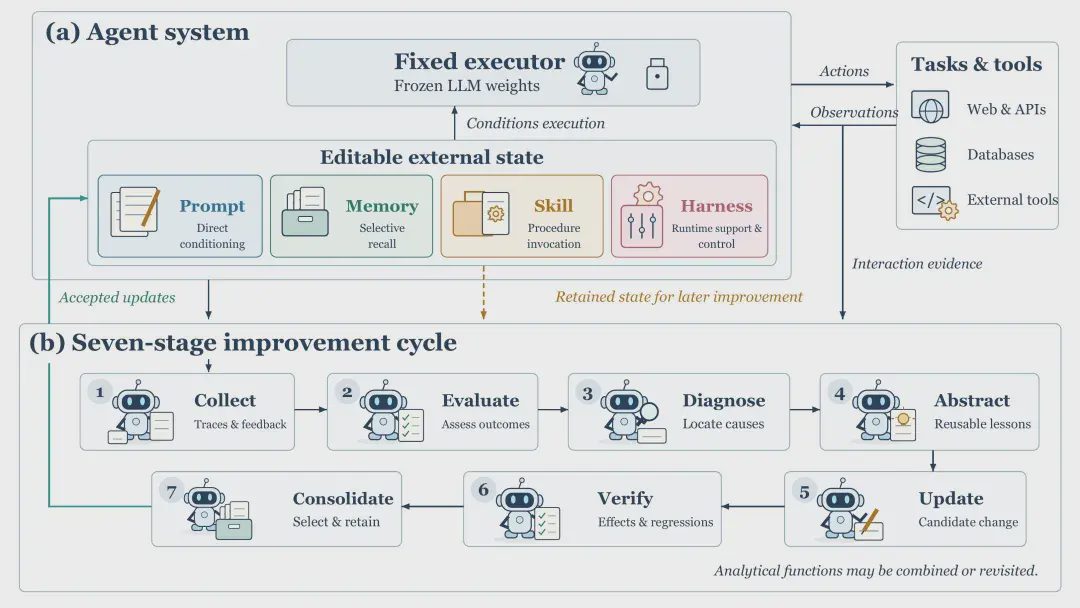 (a) Agent system
Fixed executor
Frozen LLM weights
Conditions execution
Editable external state
Prompt
Direct
conditioning
Memory
Selective
recall
Skill
Procedure
invocation
Harness
Runtime support &
control
Actions
Observations
Tasks & tools
Web & APIs
Databases
</>
External tools
Interaction evidence
Accepted updates
Retained state for later improvement
(b) Seven-stage improvement cycle
1
Collect
Traces & feedback
2
Evaluate
Assess outcomes
3
Diagnose
Locate causes
4
Abstract
Reusable lessons
5
Update
Candidate change
6
Verify
Effects & regressions
7
Consolidate
Select & retain
Analytical functions may be combined or revisited.